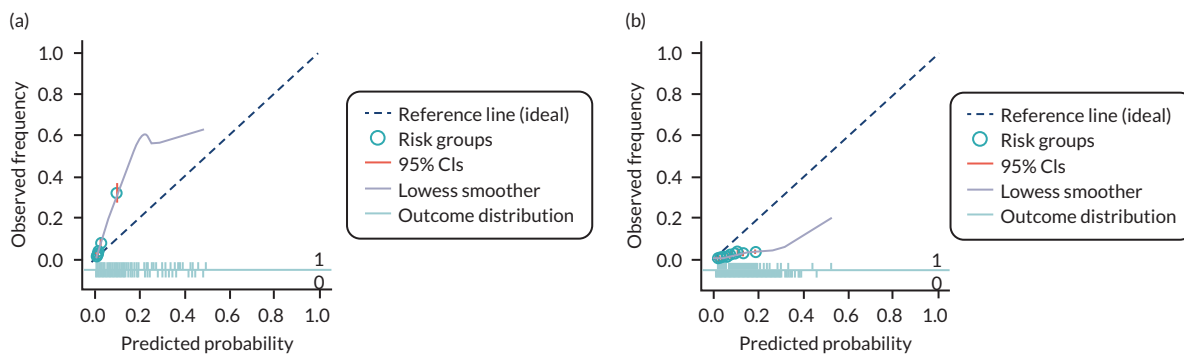 (a)
1.0
0.8
0.6
0.4
0.2
0.0
Observed frequency
1
0
0.0 0.2 0.4 0.6 0.8 1.0
Predicted probability
Reference line (ideal)
Risk groups
95% CIs
Lowess smoother
Outcome distribution
(b)
1.0
0.8
0.6
0.4
0.2
0.0
Observed frequency
1
0
0.0 0.2 0.4 0.6 0.8 1.0
Predicted probability
Reference line (ideal)
Risk groups
95% CIs
Lowess smoother
Outcome distribution